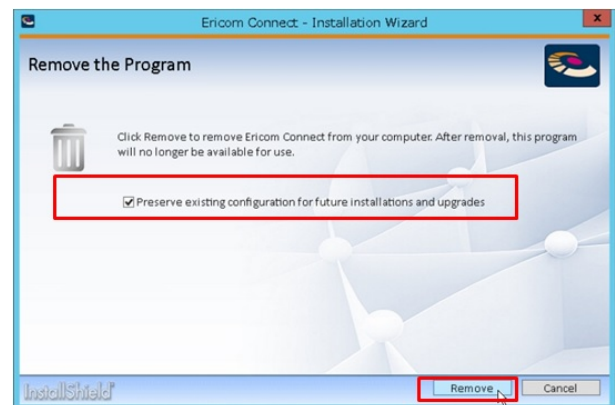 Ericom Connect - Installation Wizard
x
Remove the Program
Click Remove to remove Ericom Connect from your computer. After removal, this program
will no longer be available for use.
Preserve existing configuration for future installations and upgrades
InstallShield
Remove
Cancel